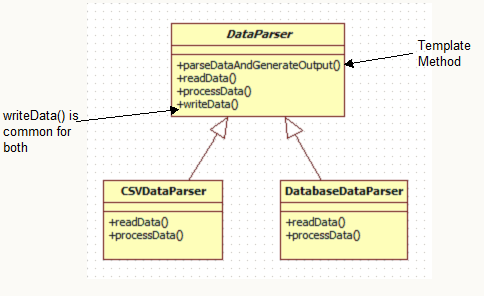 DataParser
+parseDataAndGenerateOutput()
+readData()
+processData()
+writeData()
Template
Method
writeData() is
common for
both
CSVDataParser
+readData()
+processData()
DatabaseDataParser
+readData()
+processData()